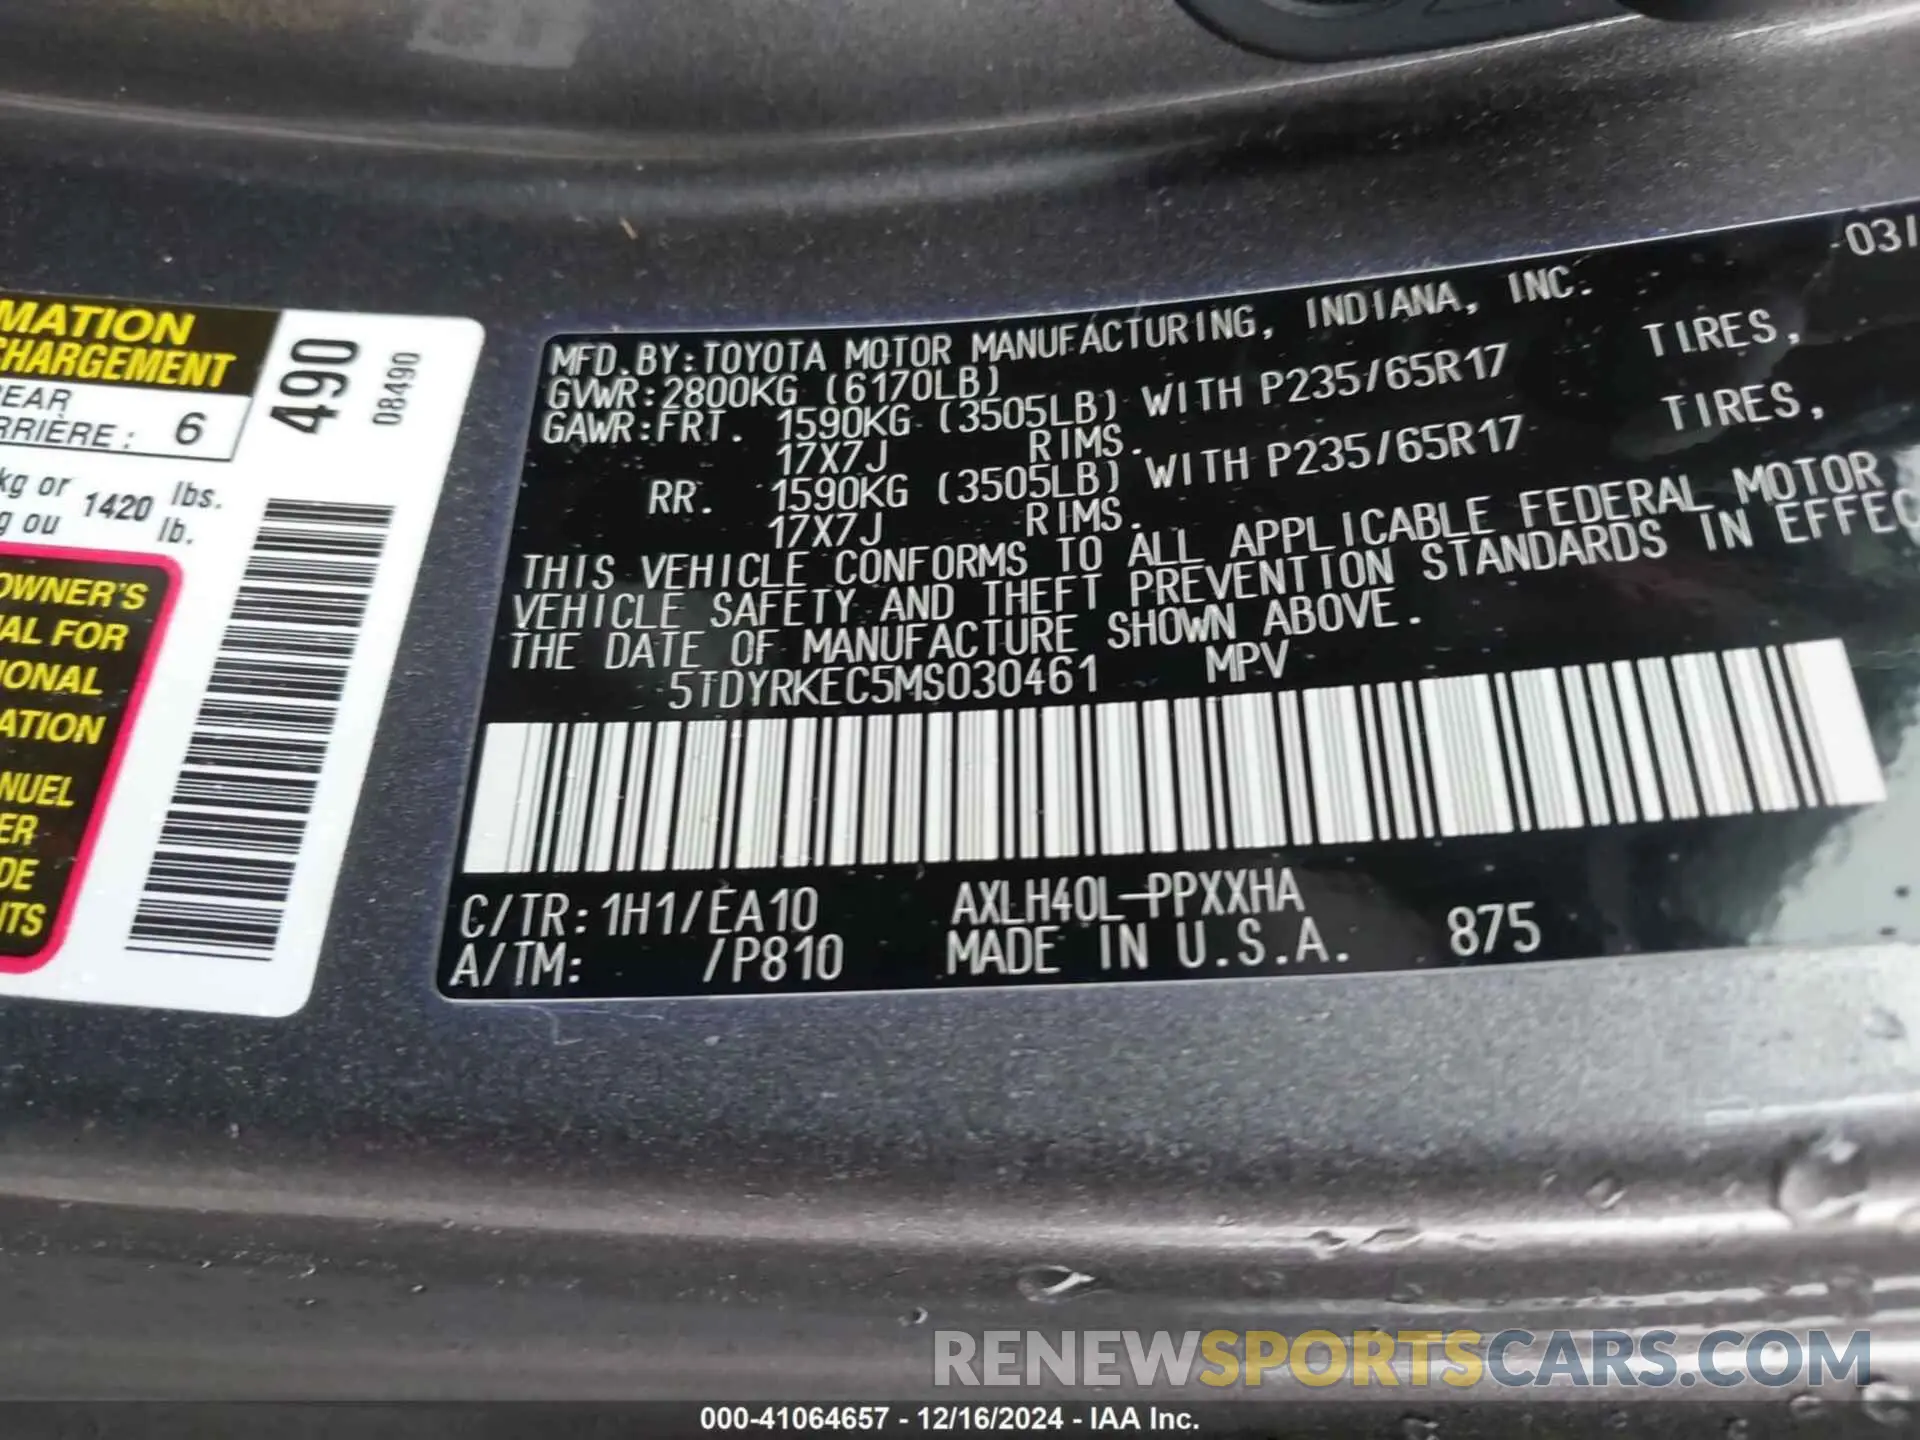 MATION
CHARGEMENT
REAR
RRIÈRE: 6
kg or 1420 lbs.
g ou lb.
OWNER'S
AL FOR
IONAL
ATION
NUEL
ER
DE
ITS
490
08490
03/
MFD.BY:TOYOTA MOTOR MANUFACTURING, INDIANA, INC.
GVWR:2800KG (6170LB)
GAWR:FRT. 1590KG (3505LB) WITH P235/65R17 TIRES,
17X7J RIMS.
RR. 1590KG (3505LB) WITH P235/65R17 TIRES,
17X7J RIMS.
THIS VEHICLE CONFORMS TO ALL APPLICABLE FEDERAL MOTOR
VEHICLE SAFETY AND THEFT PREVENTION STANDARDS IN EFFEC
THE DATE OF MANUFACTURE SHOWN ABOVE.
5TDYRKEC5MS030461 MPV
C/TR:1H1/EA10 AXLH40L-PPXXHA
A/TM: /P810 MADE IN U.S.A. 875
RENEWSPORTSCARS.COM
000-41064657 - 12/16/2024 - IAA Inc.